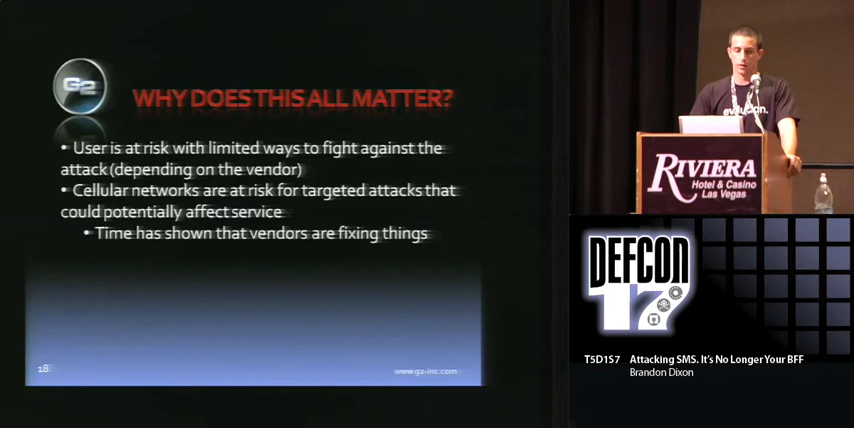 G2
WHY DOES THIS ALL MATTER?
• User is at risk with limited ways to fight against the
attack (depending on the vendor)
• Cellular networks are at risk for targeted attacks that
could potentially affect service
• Time has shown that vendors are fixing things
18
www.g2-inc.com
RIVIERA
Hotel & Casino
Las Vegas
DEFCON
17
T5D1S7 Attacking SMS. It's No Longer Your BFF
Brandon Dixon